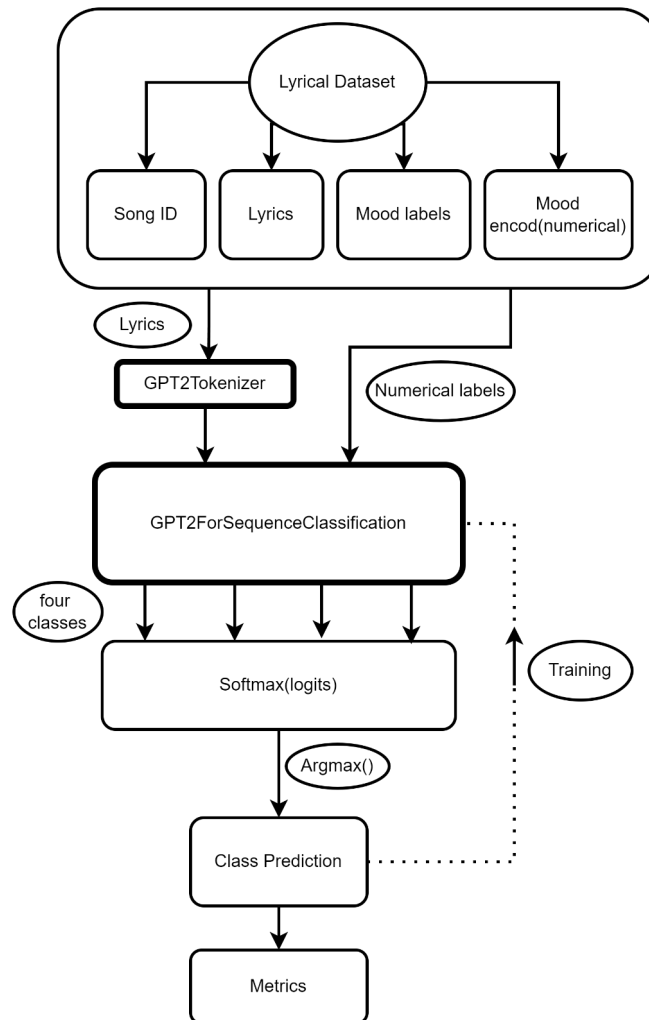 Lyrical Dataset
Song ID
Lyrics
Mood labels
Mood
encod(numerical)
Lyrics
GPT2Tokenizer
Numerical labels
GPT2ForSequenceClassification
four
classes
Softmax(logits)
Training
Argmax()
Class Prediction
Metrics